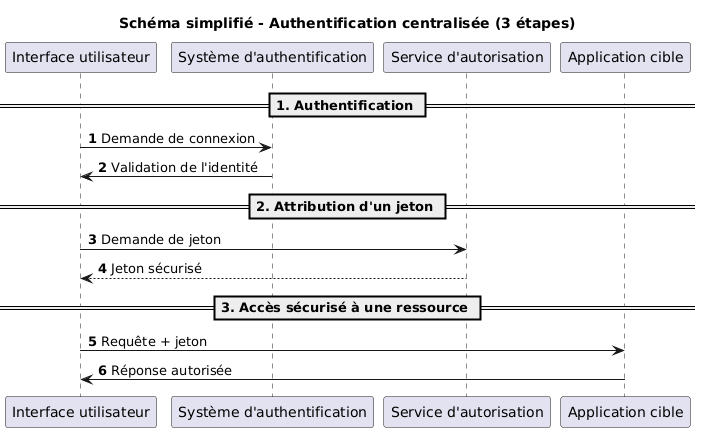 Schéma simplifié - Authentification centralisée (3 étapes)
Interface utilisateur Système d'authentification Service d'autorisation Application cible
1. Authentification
1 Demande de connexion
2 Validation de l'identité
2. Attribution d'un jeton
3 Demande de jeton
4 Jeton sécurisé
3. Accès sécurisé à une ressource
5 Requête + jeton
6 Réponse autorisée
Interface utilisateur Système d'authentification Service d'autorisation Application cible